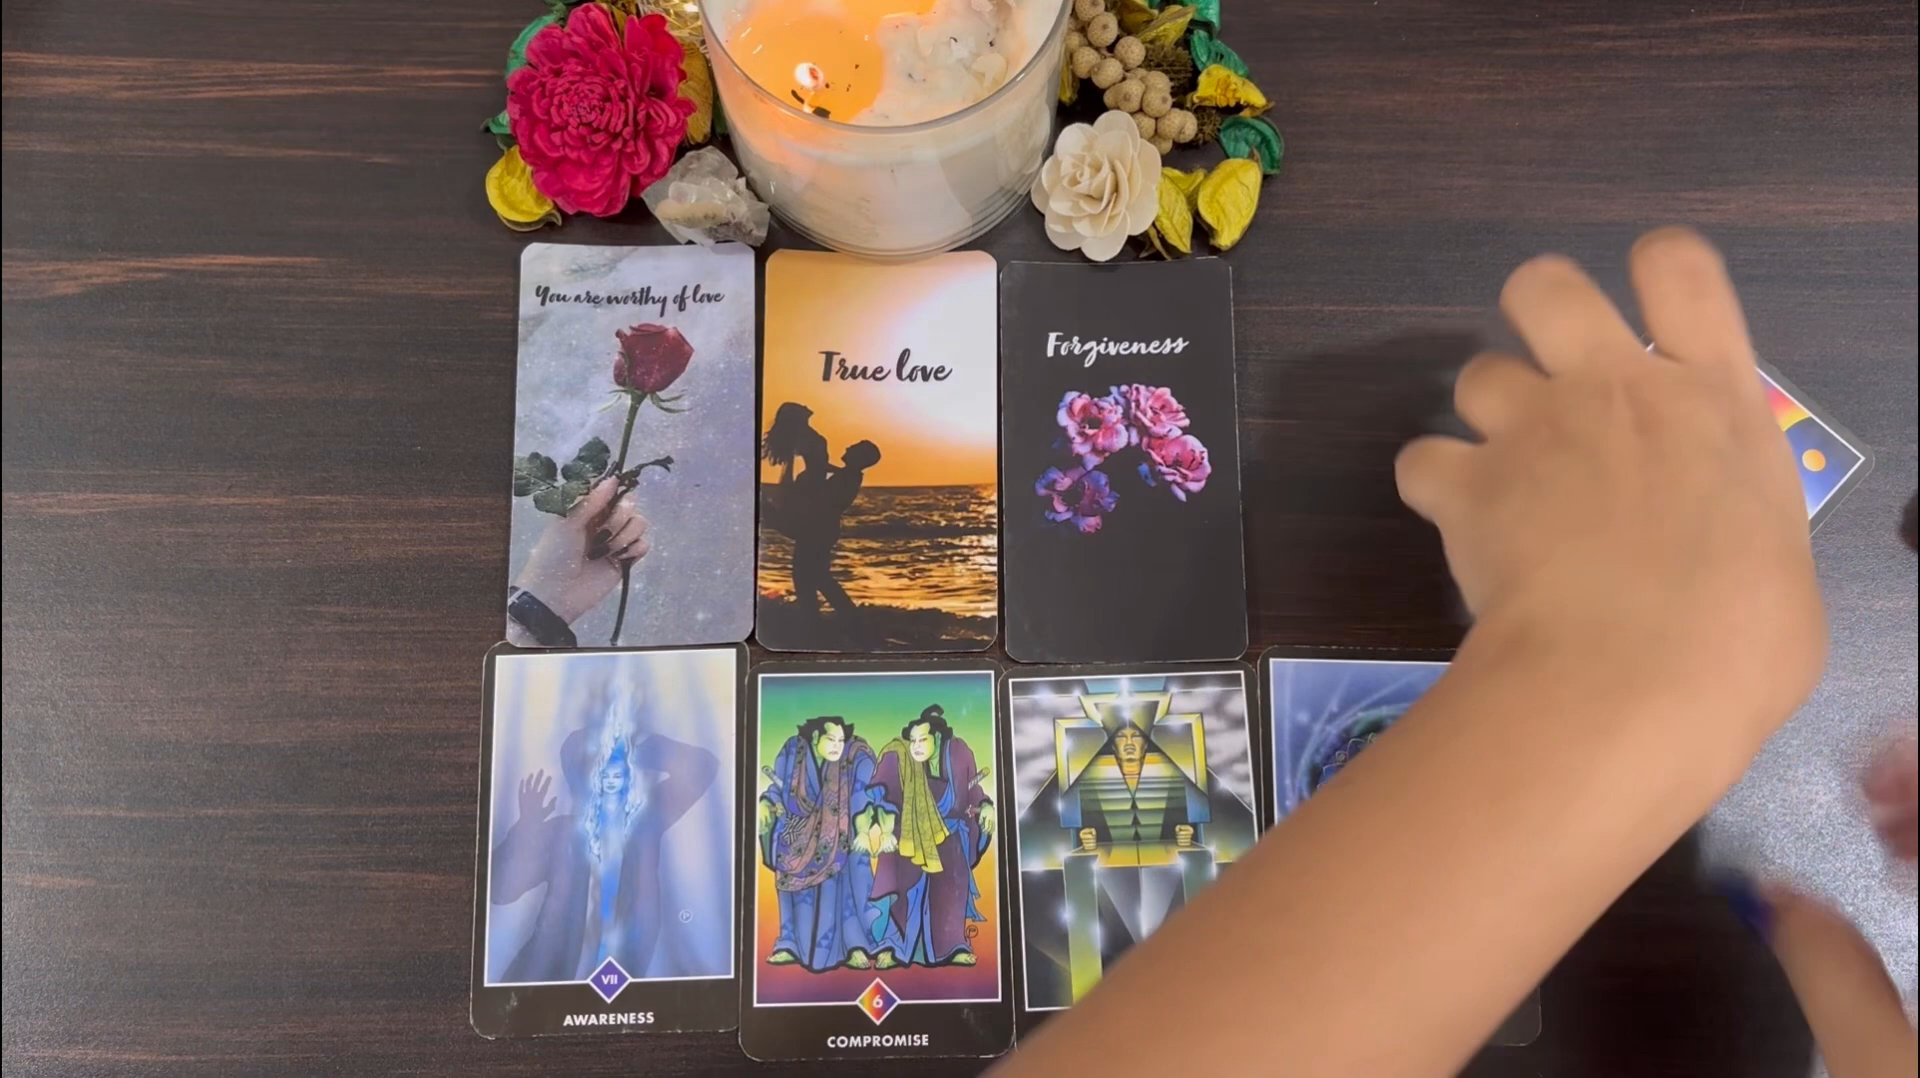 You are worthy of love
True love
Forgiveness
VII
AWARENESS
6
COMPROMISE